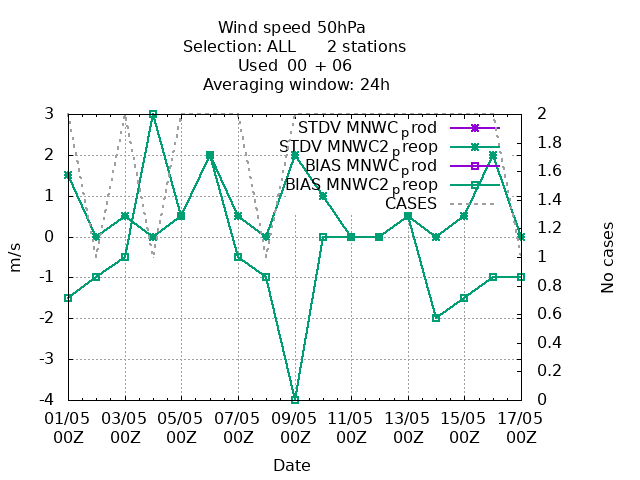 Wind speed 50hPa
Selection: ALL 2 stations
Used 00 + 06
Averaging window: 24h
STDV MNWC_prod
STDV MNWC2_preop
BIAS MNWC_prod
BIAS MNWC2_preop
CASES
3
2
1
0
-1
-2
-3
-4
m/s
2
1.8
1.6
1.4
1.2
1
0.8
0.6
0.4
0.2
0
No cases
01/05 03/05 05/05 07/05 09/05 11/05 13/05 15/05 17/05
00Z 00Z 00Z 00Z 00Z 00Z 00Z 00Z 00Z
Date